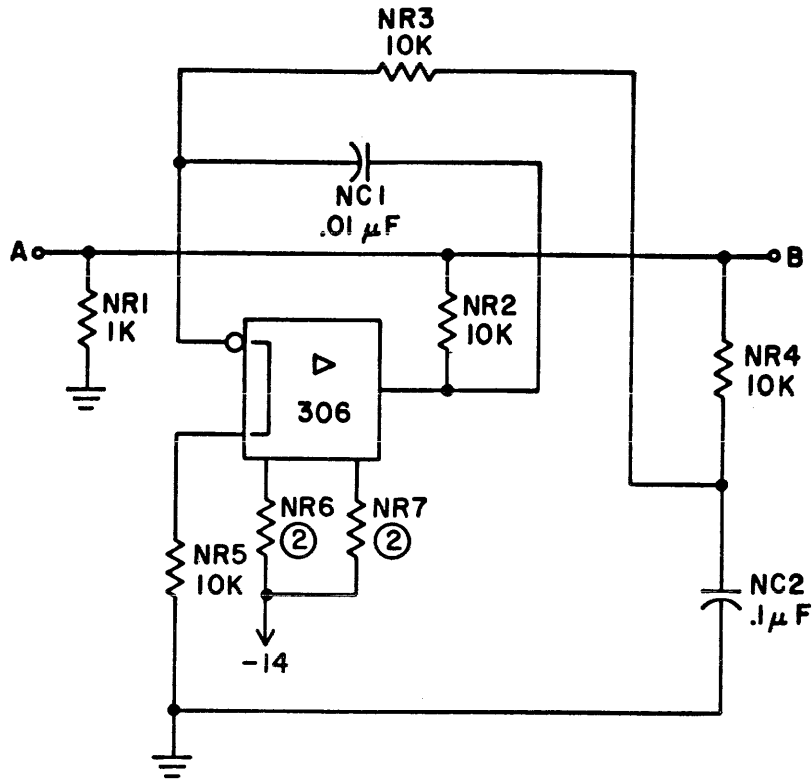 NR3
10K
NC1
.01 μF
A
B
NR1
1K
NR2
10K
NR4
10K
306
NR6
2
NR7
2
NR5
10K
NC2
.1μF
-14